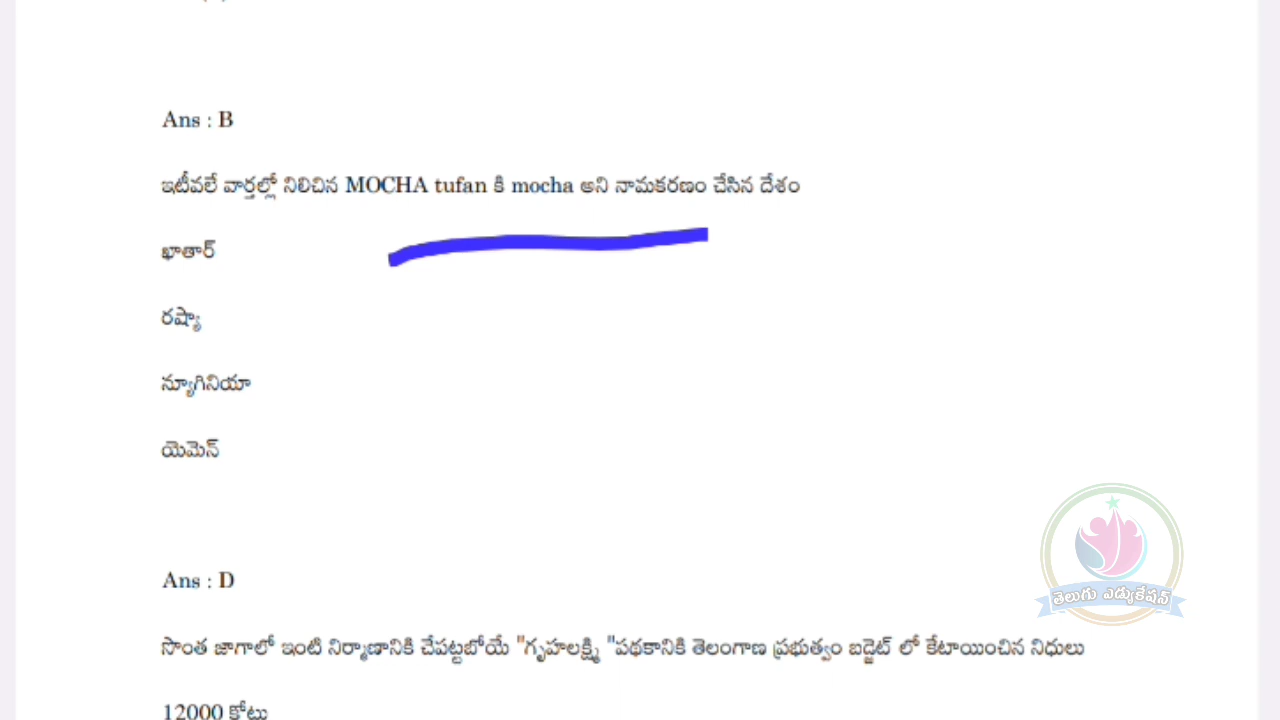 Ans : B
ఇటీవలే వార్తల్లో నిలిచిన MOCHA tufan కి mocha అని నామకరణం చేసిన దేశం
ఖాతార్
రష్యా
న్యూగినియా
యెమెన్
Ans : D
తెలుగు ఎడ్యుకేషన్
సొంత జాగాలో ఇంటి నిర్మాణానికి చేపట్టబోయే "గృహలక్ష్మి "పథకానికి తెలంగాణ ప్రభుత్వం బడ్జెట్ లో కేటాయించిన నిధులు
12000 కోట్లు